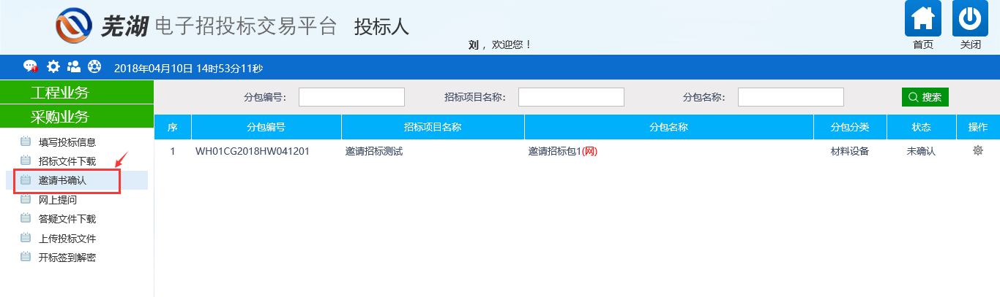 芜湖 电子招投标交易平台 投标人
刘 ，欢迎您！
首页 关闭
2018年04月10日 14时53分11秒
工程业务
采购业务
填写投标信息
招标文件下载
邀请书确认
网上提问
答疑文件下载
上传投标文件
开标签到解密
分包编号： 招标项目名称： 分包名称： 搜索
序 分包编号 招标项目名称 分包名称 分包分类 状态 操作
1 WH01CG2018HW041201 邀请招标测试 邀请招标包1(网) 材料设备 未确认